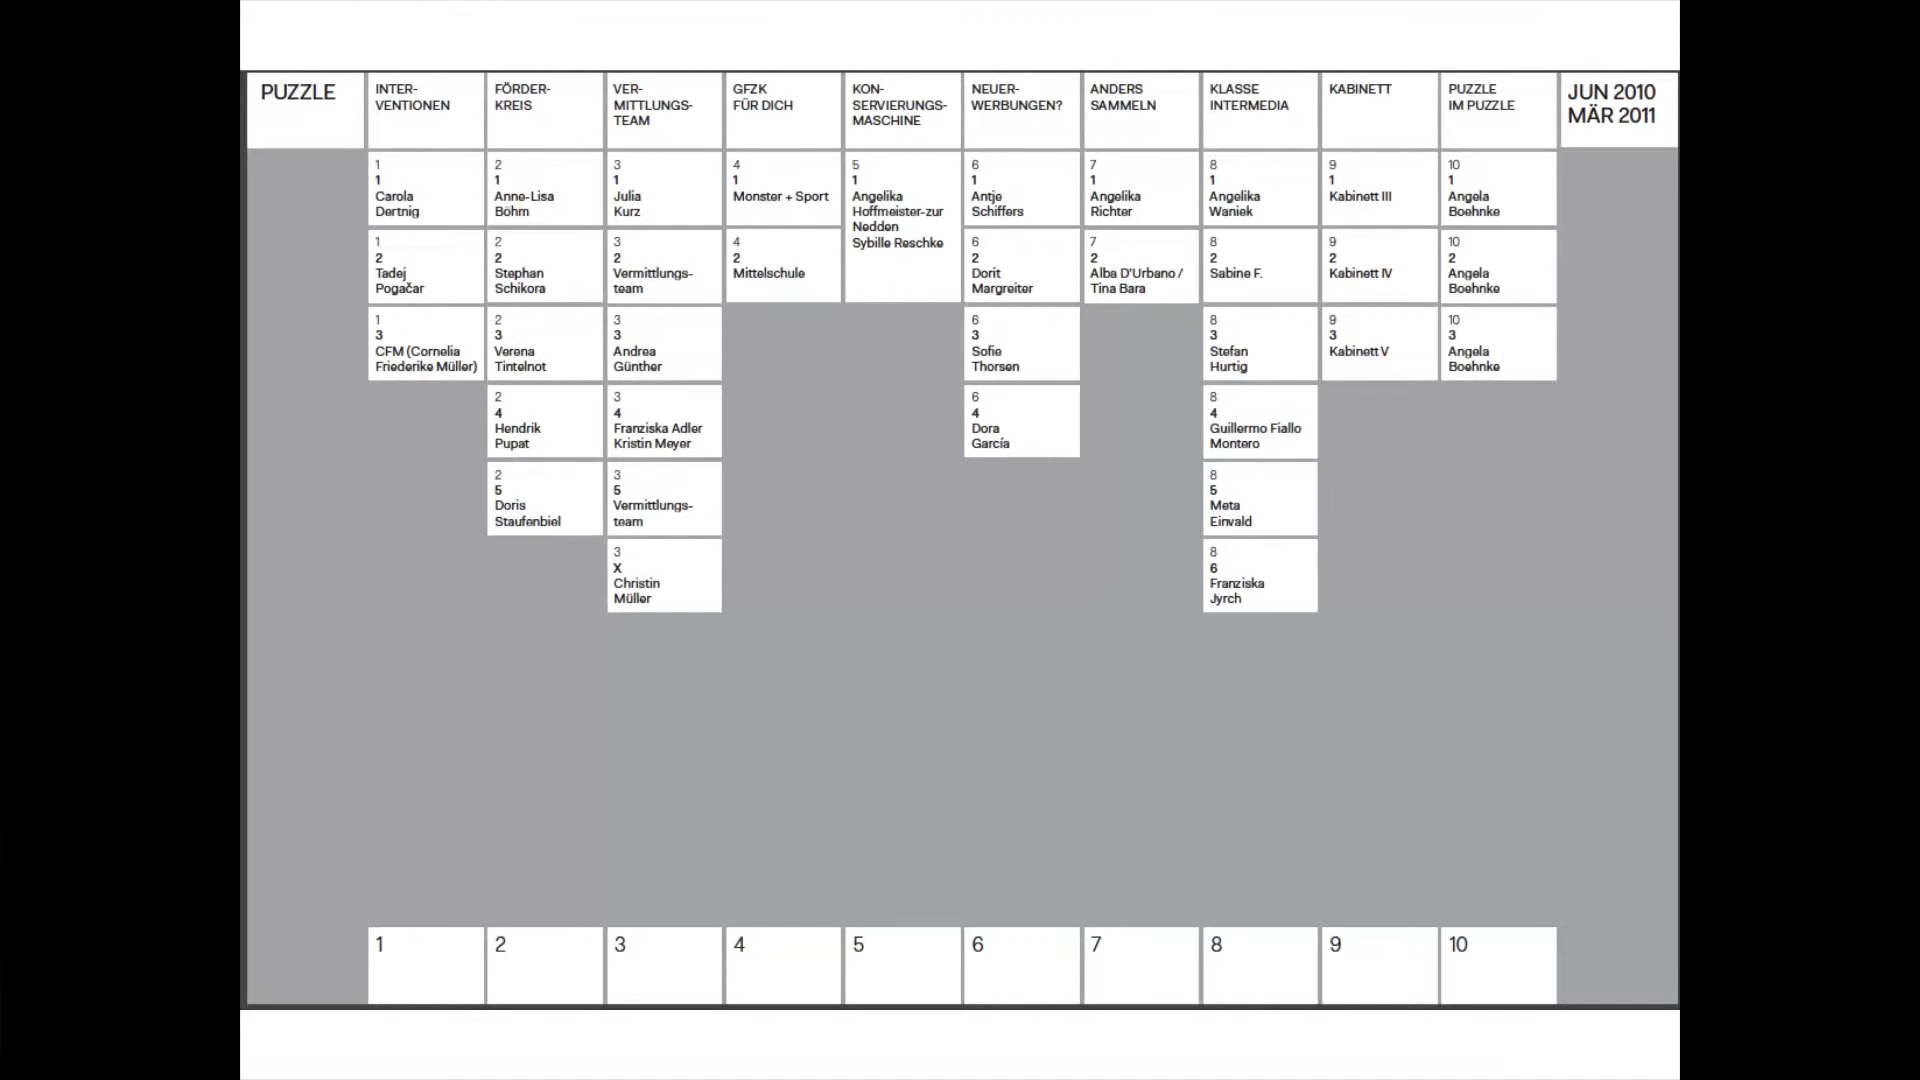 PUZZLE
INTER-
VENTIONEN
FÖRDER-
KREIS
VER-
MITTLUNGS-
TEAM
GFZK
FÜR DICH
KON-
SERVIERUNGS-
MASCHINE
NEUER-
WERBUNGEN?
ANDERS
SAMMELN
KLASSE
INTERMEDIA
KABINETT
PUZZLE
IM PUZZLE
JUN 2010
MÄR 2011
1
1
Carola
Dertnig
2
1
Anne-Lisa
Böhm
3
1
Julia
Kurz
4
1
Monster + Sport
5
1
Angelika
Hoffmeister-zur
Nedden
Sybille Reschke
6
1
Antje
Schiffers
7
1
Angelika
Richter
8
1
Angelika
Waniek
9
1
Kabinett III
10
1
Angela
Boehnke
1
2
Tadej
Pogačar
2
2
Stephan
Schikora
3
2
Vermittlungs-
team
4
2
Mittelschule
6
2
Dorit
Margreiter
7
2
Alba D'Urbano /
Tina Bara
8
2
Sabine F.
9
2
Kabinett IV
10
2
Angela
Boehnke
1
3
CFM (Cornelia
Friederike Müller)
2
3
Verena
Tintelnot
3
3
Andrea
Günther
6
3
Sofie
Thorsen
8
3
Stefan
Hurtig
9
3
Kabinett V
10
3
Angela
Boehnke
2
4
Hendrik
Pupat
3
4
Franziska Adler
Kristin Meyer
6
4
Dora
García
8
4
Guillermo Fiallo
Montero
2
5
Doris
Staufenbiel
3
5
Vermittlungs-
team
8
5
Meta
Einvald
3
X
Christin
Müller
8
6
Franziska
Jyrch
1
2
3
4
5
6
7
8
9
10